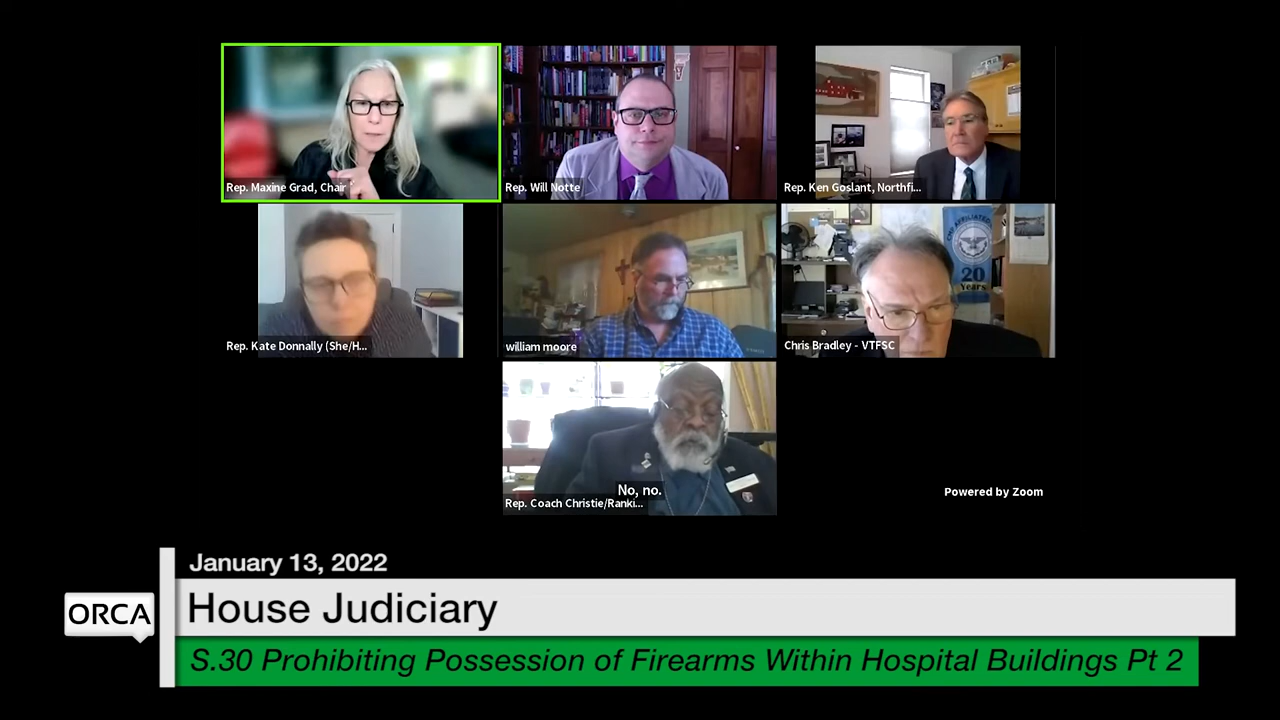 Rep. Maxine Grad, Chair
Rep. Will Notte
Rep. Ken Goslant, Northfi...
Rep. Kate Donnally (She/H...
william moore
20
Years
Chris Bradley - VTFSC
No, no.
Rep. Coach Christie/Ranki...
Powered by Zoom
January 13, 2022
ORCA
House Judiciary
S.30 Prohibiting Possession of Firearms Within Hospital Buildings Pt 2